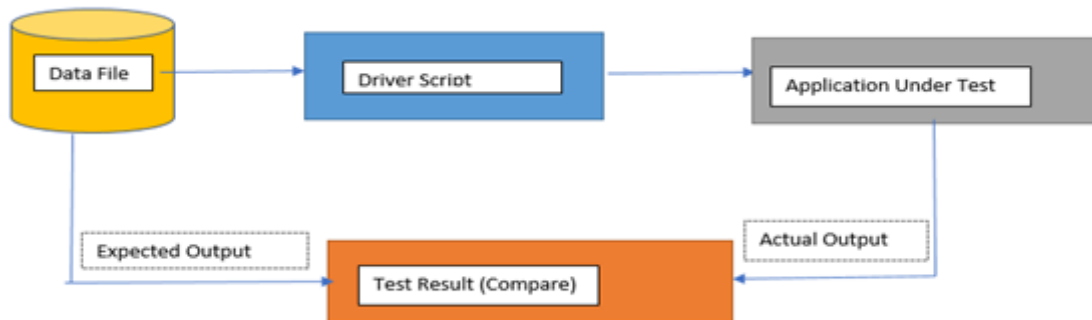 Data File
Driver Script
Application Under Test
Expected Output
Actual Output
Test Result (Compare)